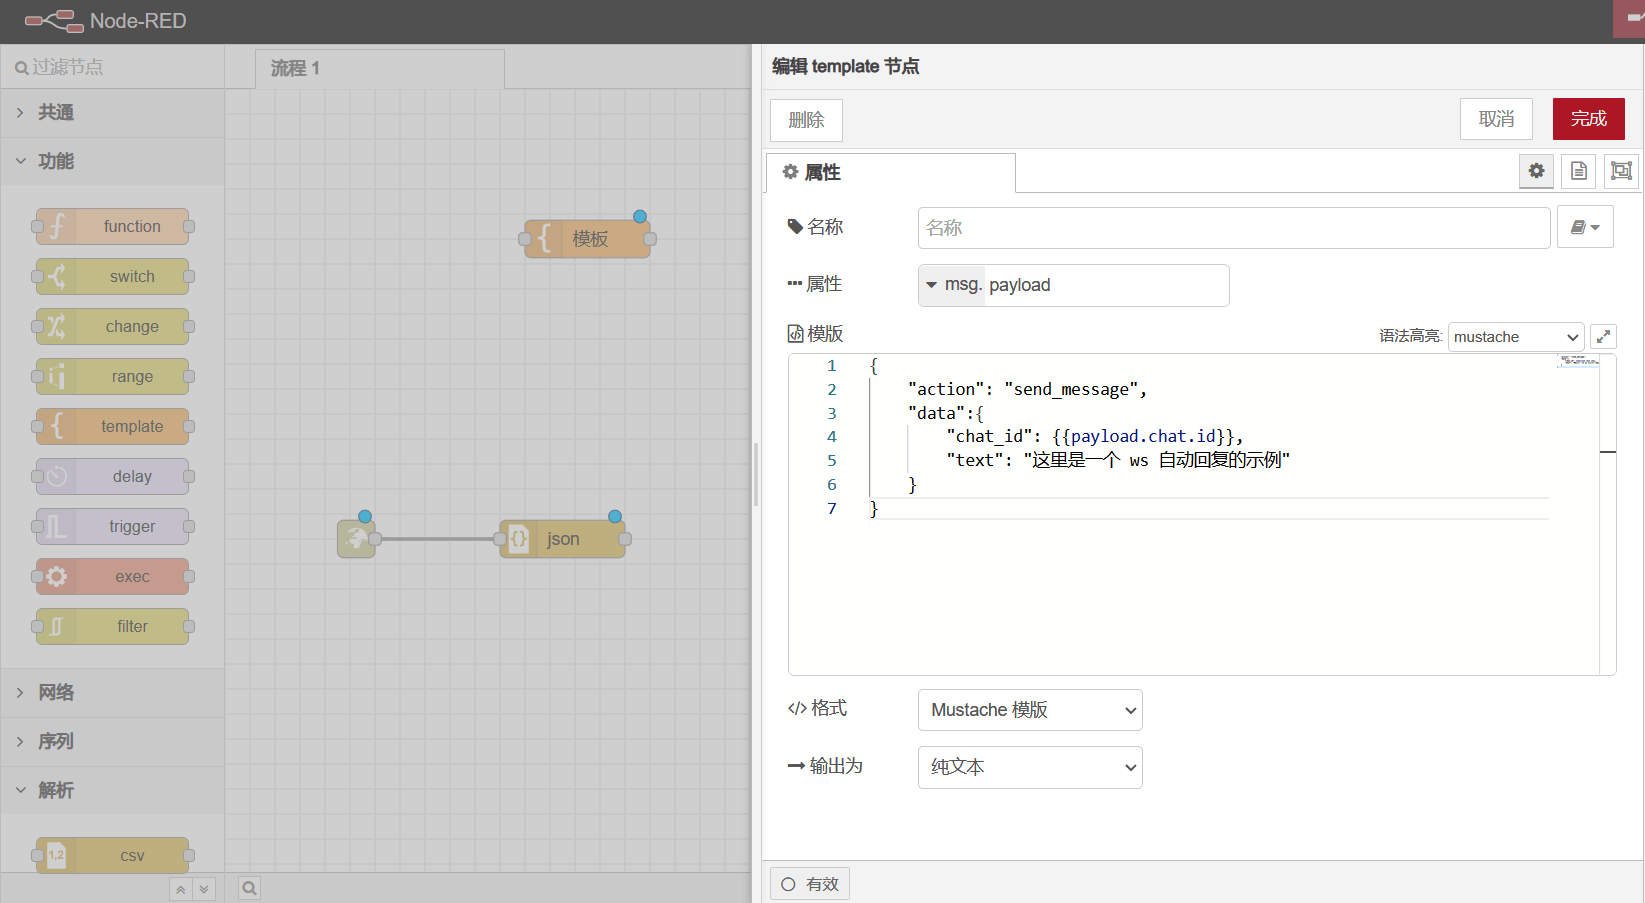 Node-RED
过滤节点
共通
功能
function
switch
change
range
template
delay
trigger
exec
filter
网络
序列
解析
1,2 csv
流程 1
模板
json
编辑 template 节点
删除
取消
完成
属性
名称
名称
属性
msg. payload
模版
语法高亮: mustache
1 {
2 "action": "send_message",
3 "data":{
4 "chat_id": {{payload.chat.id}},
5 "text": "这里是一个 ws 自动回复的示例"
6 }
7 }
格式
Mustache 模版
输出为
纯文本
有效